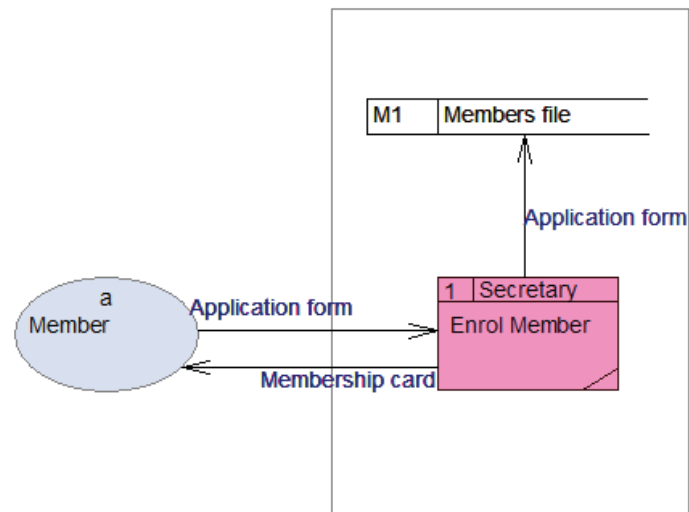 M1 Members file
Application form
a
Member
Application form
1 Secretary
Enrol Member
Membership card